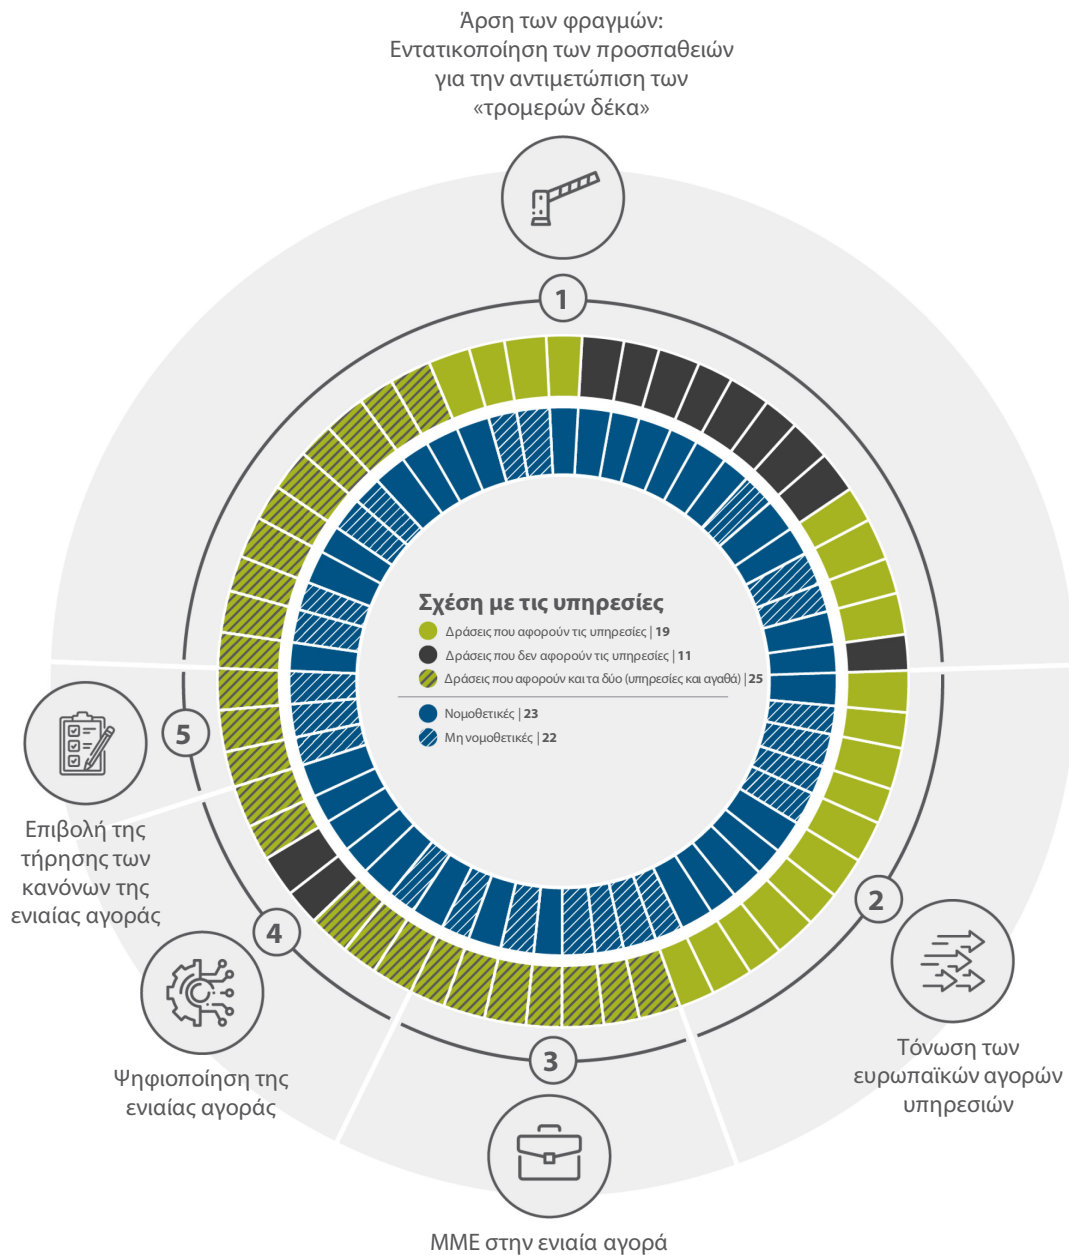 Άρση των φραγμών:
Εντατικοποίηση των προσπαθειών
για την αντιμετώπιση των
«τρομερών δέκα»
1
Σχέση με τις υπηρεσίες
Δράσεις που αφορούν τις υπηρεσίες | 19
Δράσεις που δεν αφορούν τις υπηρεσίες | 11
Δράσεις που αφορούν και τα δύο (υπηρεσίες και αγαθά) | 25
Νομοθετικές | 23
Μη νομοθετικές | 22
5
Επιβολή της
τήρησης των
κανόνων της
ενιαίας αγοράς
2
Τόνωση των
ευρωπαϊκών αγορών
υπηρεσιών
4
Ψηφιοποίηση της
ενιαίας αγοράς
3
ΜΜΕ στην ενιαία αγορά